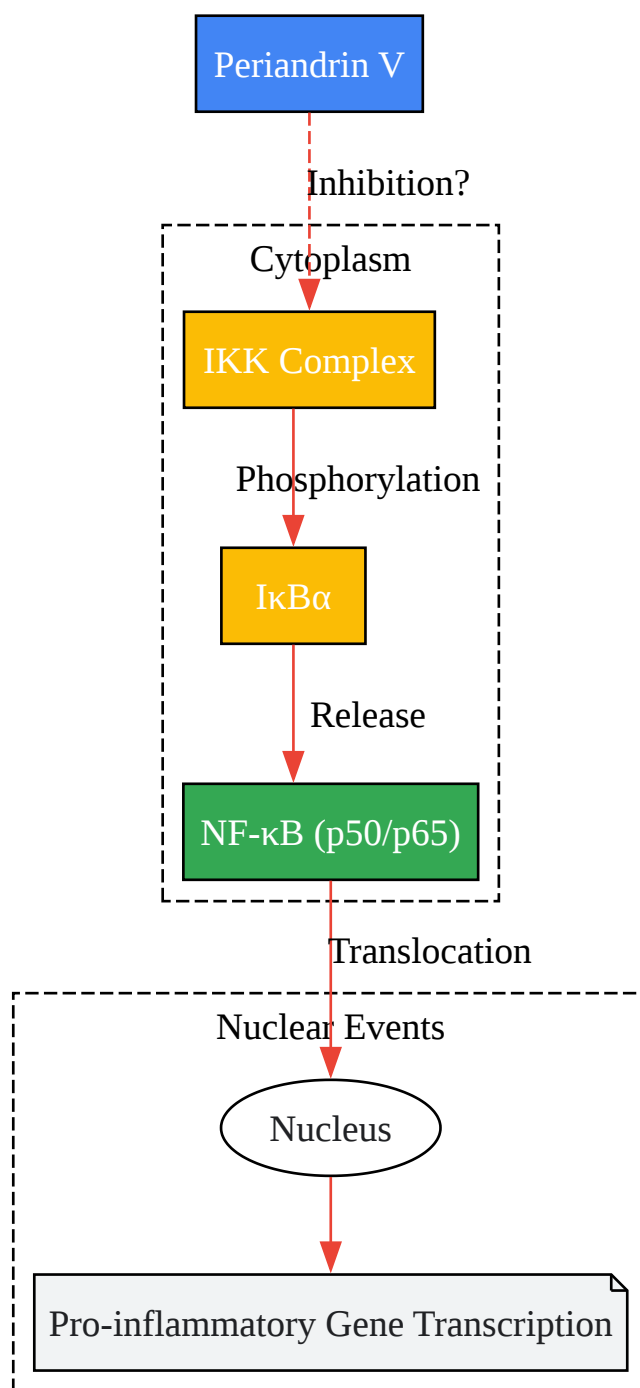 Periandrin V
Inhibition?
Cytoplasm
IKK Complex
Phosphorylation
IκBα
Release
NF-κB (p50/p65)
Translocation
Nuclear Events
Nucleus
Pro-inflammatory Gene Transcription